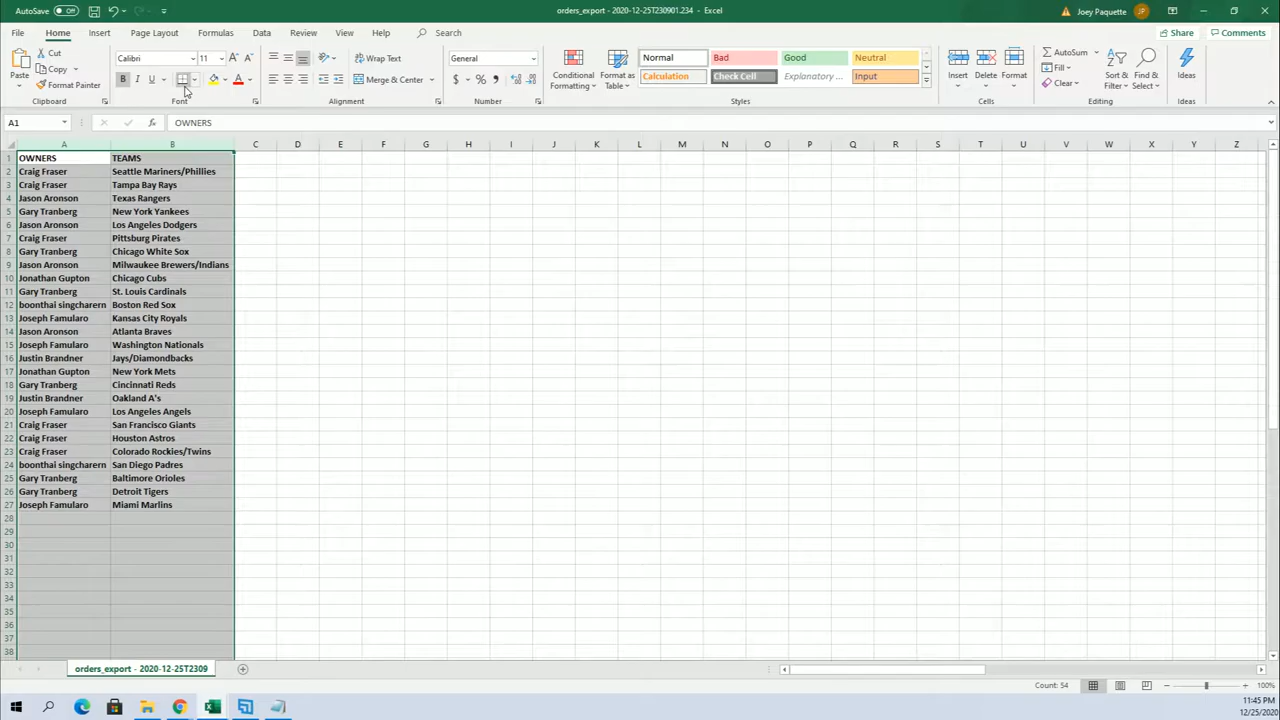 AutoSave Off
orders_export - 2020-12-25T230901.234 - Excel
Joey Paquette JP
File Home Insert Page Layout Formulas Data Review View Help Search Share Comments
Paste Cut Copy Format Painter Clipboard
Calibri 11 B I U Font
Wrap Text Merge & Center Alignment
General $ % Number
Conditional Formatting Format as Table
Normal Bad Good Neutral
Calculation Check Cell Explanatory ... Input
Styles
Insert Delete Format Cells
AutoSum Fill Clear Sort & Filter Find & Select Editing
Ideas Ideas
A1 fx OWNERS
A B C D E F G H I J K L M N O P Q R S T U V W X Y Z
1 OWNERS TEAMS
2 Craig Fraser Seattle Mariners/Phillies
3 Craig Fraser Tampa Bay Rays
4 Jason Aronson Texas Rangers
5 Gary Tranberg New York Yankees
6 Jason Aronson Los Angeles Dodgers
7 Craig Fraser Pittsburg Pirates
8 Gary Tranberg Chicago White Sox
9 Jason Aronson Milwaukee Brewers/Indians
10 Jonathan Gupton Chicago Cubs
11 Gary Tranberg St. Louis Cardinals
12 boonthai singcharern Boston Red Sox
13 Joseph Famularo Kansas City Royals
14 Jason Aronson Atlanta Braves
15 Joseph Famularo Washington Nationals
16 Justin Brandner Jays/Diamondbacks
17 Jonathan Gupton New York Mets
18 Gary Tranberg Cincinnati Reds
19 Justin Brandner Oakland A's
20 Joseph Famularo Los Angeles Angels
21 Craig Fraser San Francisco Giants
22 Craig Fraser Houston Astros
23 Craig Fraser Colorado Rockies/Twins
24 boonthai singcharern San Diego Padres
25 Gary Tranberg Baltimore Orioles
26 Gary Tranberg Detroit Tigers
27 Joseph Famularo Miami Marlins
28
29
30
31
32
33
34
35
36
37
38
orders_export - 2020-12-25T2309
Count: 54 100%
11:45 PM
12/25/2020